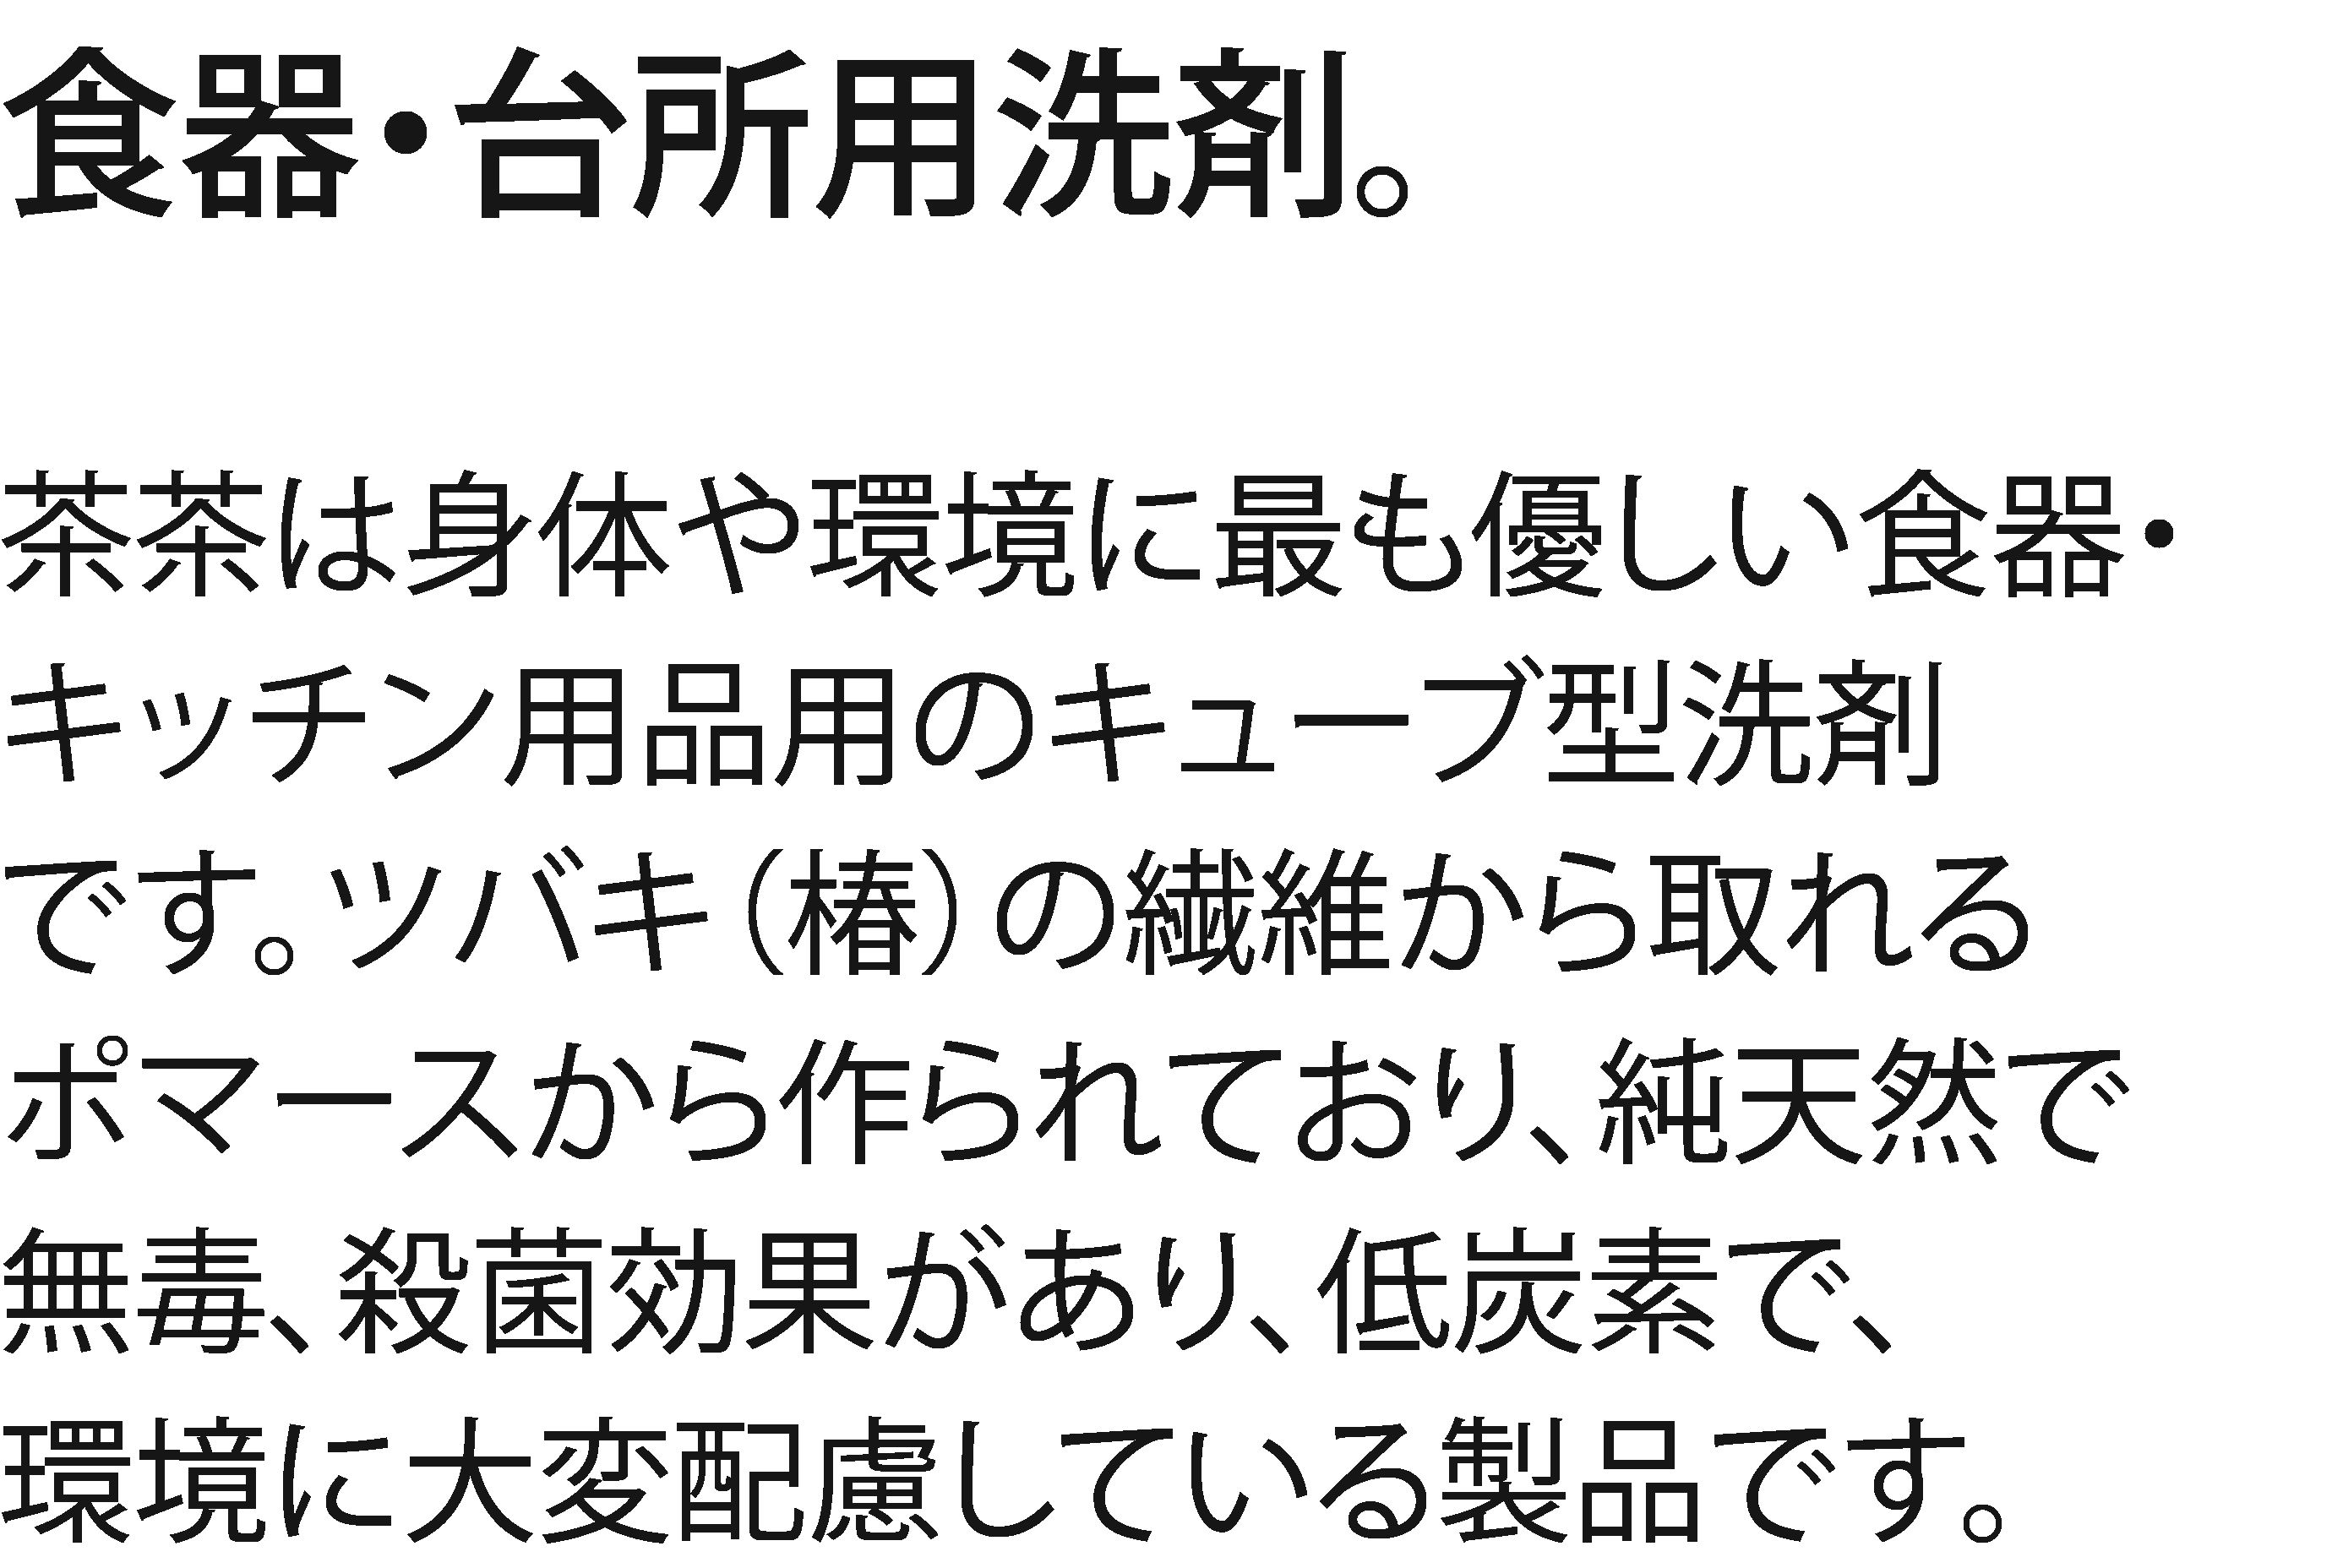 食器・台所用洗剤。
茶茶は身体や環境に最も優しい食器・
キッチン用品用のキューブ型洗剤
です。ツバキ（椿）の繊維から取れる
ポマースから作られており、純天然で
無毒、殺菌効果があり、低炭素で、
環境に大変配慮している製品です。